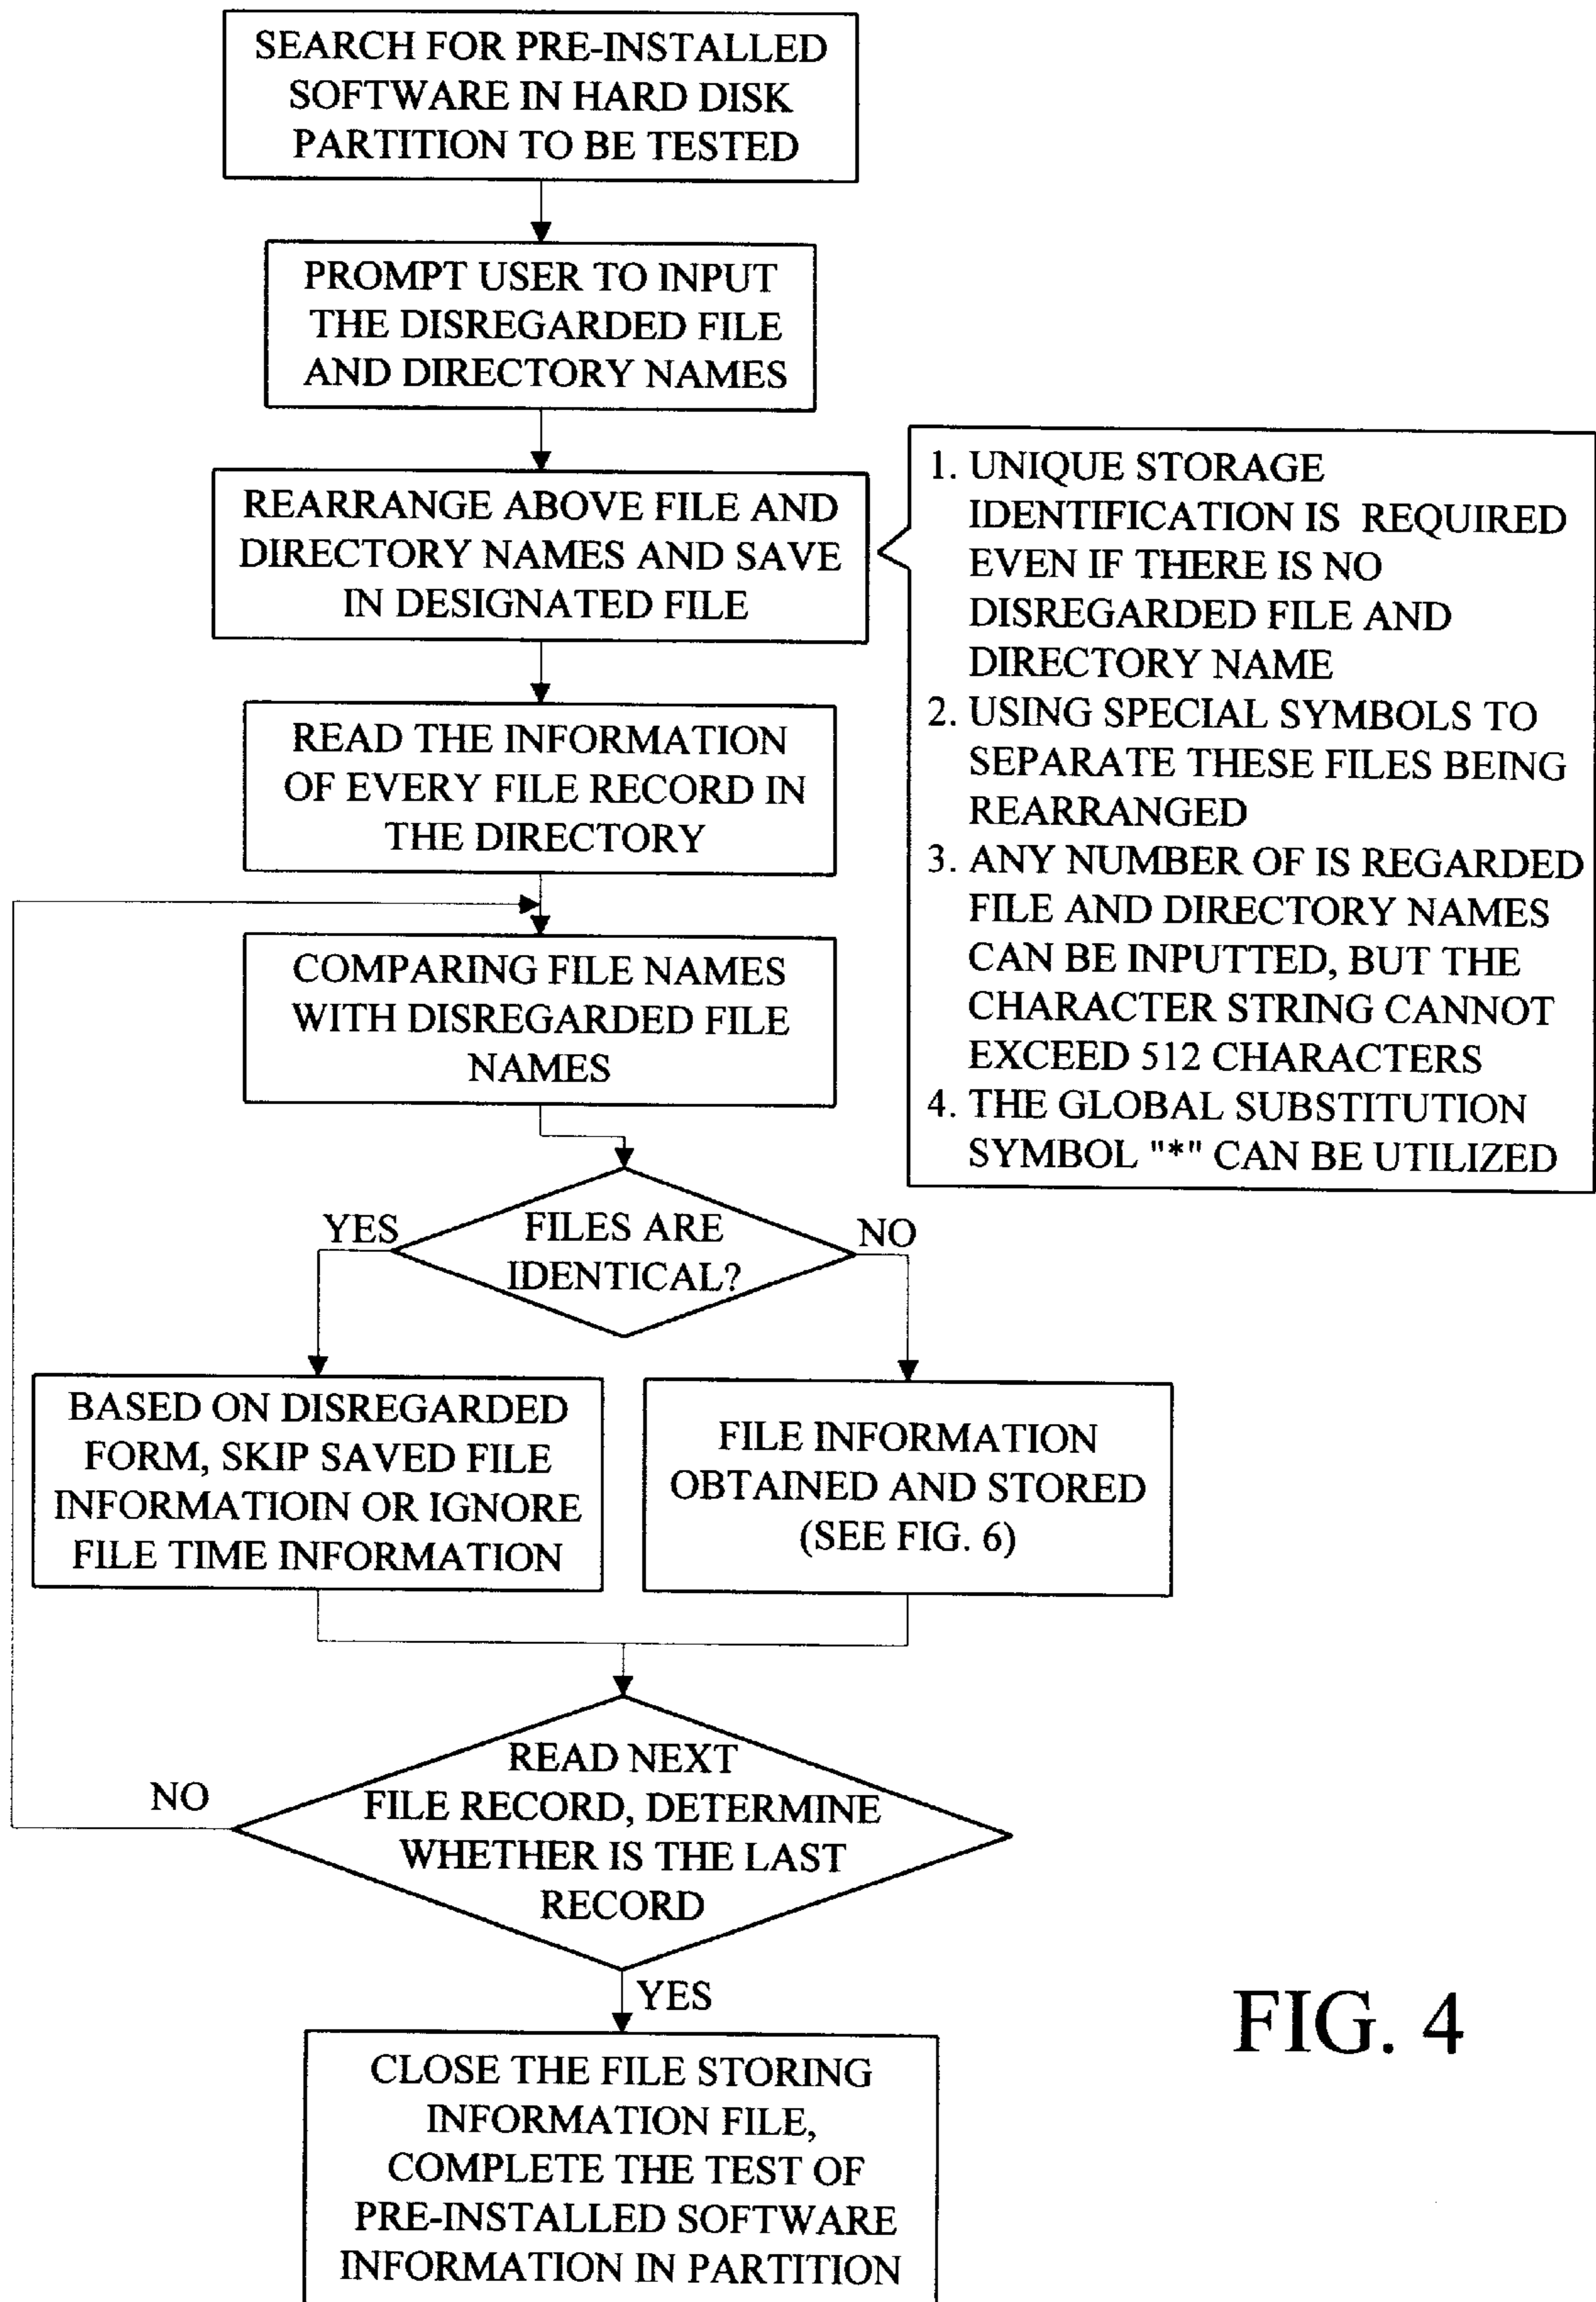 SEARCH FOR PRE-INSTALLED
SOFTWARE IN HARD DISK
PARTITION TO BE TESTED
PROMPT USER TO INPUT
THE DISREGARDED FILE
AND DIRECTORY NAMES
REARRANGE ABOVE FILE AND
DIRECTORY NAMES AND SAVE
IN DESIGNATED FILE
1. UNIQUE STORAGE
IDENTIFICATION IS REQUIRED
EVEN IF THERE IS NO
DISREGARDED FILE AND
DIRECTORY NAME
2. USING SPECIAL SYMBOLS TO
SEPARATE THESE FILES BEING
REARRANGED
3. ANY NUMBER OF IS REGARDED
FILE AND DIRECTORY NAMES
CAN BE INPUTTED, BUT THE
CHARACTER STRING CANNOT
EXCEED 512 CHARACTERS
4. THE GLOBAL SUBSTITUTION
SYMBOL "*" CAN BE UTILIZED
READ THE INFORMATION
OF EVERY FILE RECORD IN
THE DIRECTORY
COMPARING FILE NAMES
WITH DISREGARDED FILE
NAMES
FILES ARE
IDENTICAL?
YES
NO
BASED ON DISREGARDED
FORM, SKIP SAVED FILE
INFORMATIOIN OR IGNORE
FILE TIME INFORMATION
FILE INFORMATION
OBTAINED AND STORED
(SEE FIG. 6)
READ NEXT
FILE RECORD, DETERMINE
WHETHER IS THE LAST
RECORD
NO
YES
CLOSE THE FILE STORING
INFORMATION FILE,
COMPLETE THE TEST OF
PRE-INSTALLED SOFTWARE
INFORMATION IN PARTITION
FIG. 4